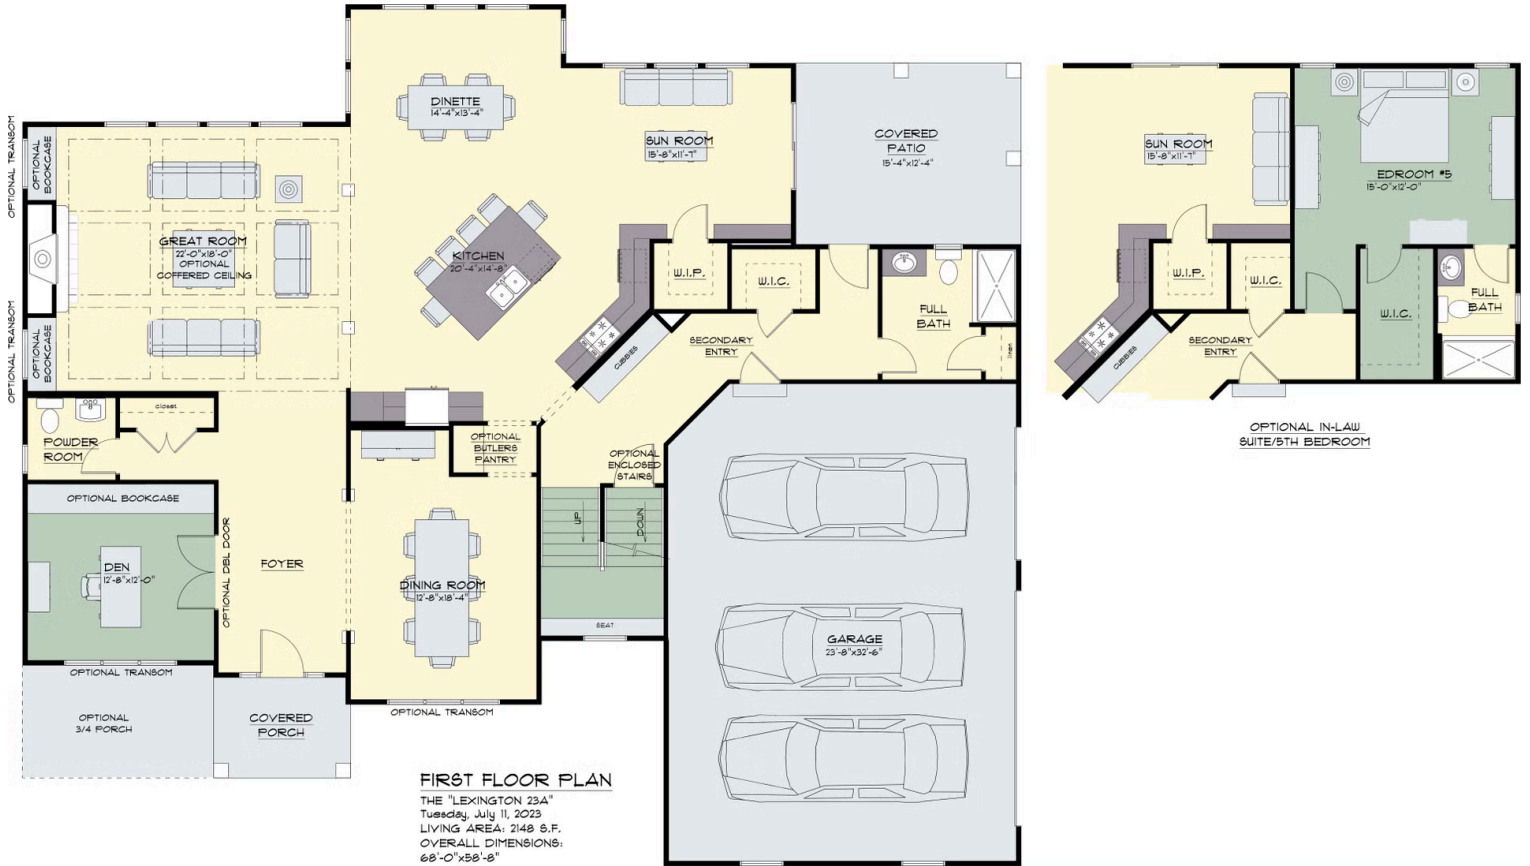 DINETTE
14'-4"x13'-4"
SUN ROOM
15'-8"x11'-7"
COVERED
PATIO
15'-4"x12'-4"
OPTIONAL TRANSOM
OPTIONAL
BOOKCASE
GREAT ROOM
22'-0"x18'-0"
OPTIONAL
COFFERED CEILING
KITCHEN
20'-4"x14'-8"
W.I.P.
W.I.C.
FULL
BATH
linen
OPTIONAL TRANSOM
OPTIONAL
BOOKCASE
CUBBIES
SECONDARY
ENTRY
closet
POWDER
ROOM
OPTIONAL
BUTLERS
PANTRY
OPTIONAL
ENCLOSED
STAIRS
OPTIONAL BOOKCASE
UP
DOWN
DEN
12'-8"x12'-0"
OPTIONAL DBL DOOR
FOYER
DINING ROOM
12'-8"x18'-4"
SEAT
GARAGE
23'-8"x32'-6"
OPTIONAL TRANSOM
OPTIONAL
3/4 PORCH
COVERED
PORCH
OPTIONAL TRANSOM
FIRST FLOOR PLAN
THE "LEXINGTON 23A"
Tuesday, July 11, 2023
LIVING AREA: 2148 S.F.
OVERALL DIMENSIONS:
68'-0"x58'-8"
SUN ROOM
15'-8"x11'-7"
EDROOM #5
15'-0"x12'-0"
W.I.P.
W.I.C.
W.I.C.
FULL
BATH
CUBBIES
SECONDARY
ENTRY
OPTIONAL IN-LAW
SUITE/5TH BEDROOM